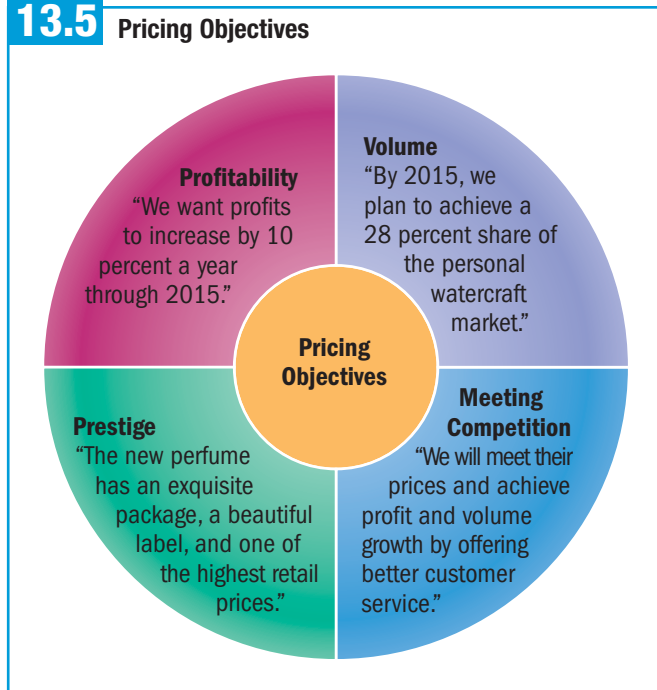 13.5 Pricing Objectives
Profitability
“We want profits
to increase by 10
percent a year
through 2015.”
Volume
“By 2015, we
plan to achieve a
28 percent share of
the personal
watercraft
market.”
Pricing
Objectives
Prestige
“The new perfume
has an exquisite
package, a beautiful
label, and one of
the highest retail
prices.”
Meeting
Competition
“We will meet their
prices and achieve
profit and volume
growth by offering
better customer
service.”